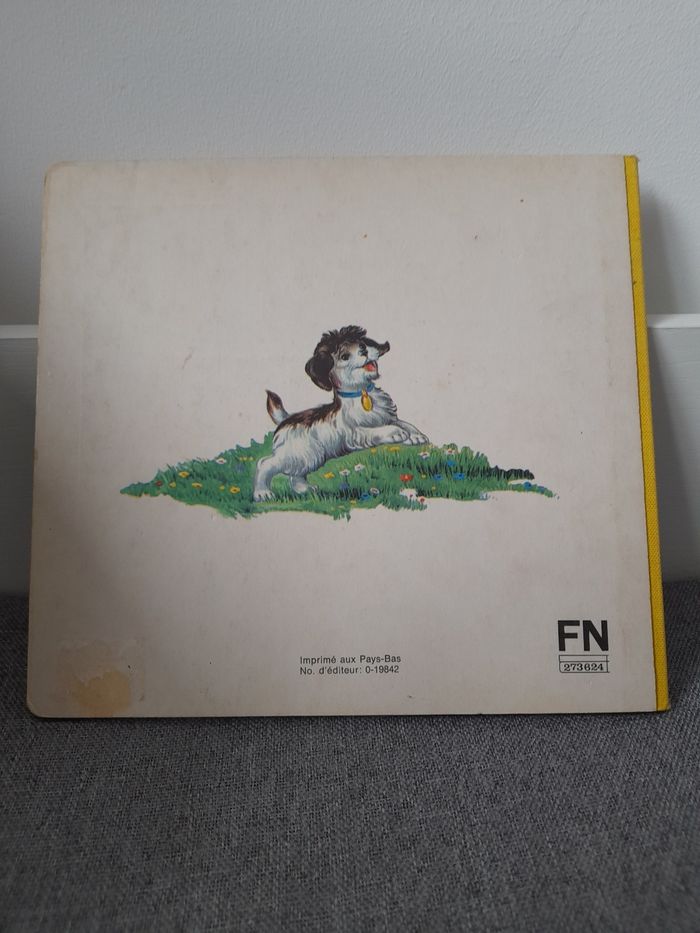 FN
273624
Imprimé aux Pays-Bas
No. d'éditeur: 0-19842